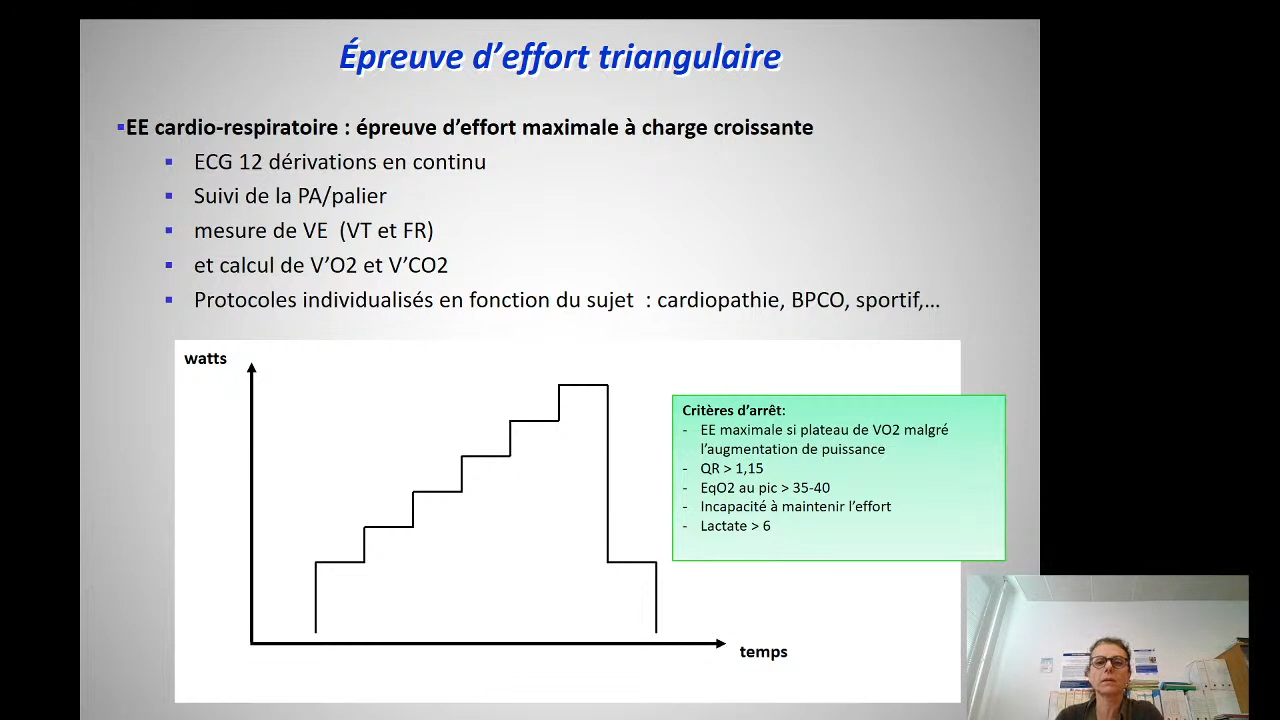 Épreuve d’effort triangulaire
▪EE cardio-respiratoire : épreuve d’effort maximale à charge croissante
▪ ECG 12 dérivations en continu
▪ Suivi de la PA/palier
▪ mesure de VE (VT et FR)
▪ et calcul de V’O2 et V’CO2
▪ Protocoles individualisés en fonction du sujet : cardiopathie, BPCO, sportif,…
watts
Critères d’arrêt:
- EE maximale si plateau de VO2 malgré
l’augmentation de puissance
- QR > 1,15
- EqO2 au pic > 35-40
- Incapacité à maintenir l’effort
- Lactate > 6
temps